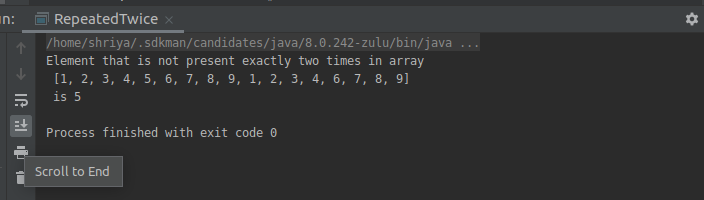 un: RepeatedTwice ×
/home/shriya/.sdkman/candidates/java/8.0.242-zulu/bin/java ...
Element that is not present exactly two times in array
[1, 2, 3, 4, 5, 6, 7, 8, 9, 1, 2, 3, 4, 6, 7, 8, 9]
is 5
Process finished with exit code 0
Scroll to End